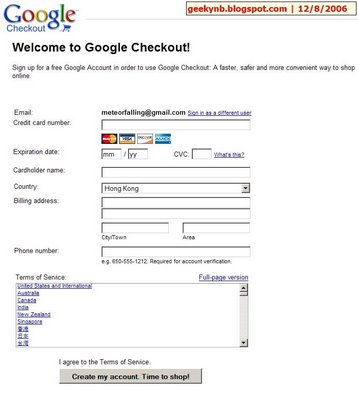 Google
Checkout
geekynb.blogspot.com | 12/8/2006
Welcome to Google Checkout!
Sign up for a free Google Account in order to use Google Checkout: A faster, safer and more convenient way to shop
online.
Email: meteorfalling@gmail.com Sign in as a different user
Credit card number:
VISA MasterCard DISCOVER AMEX
Expiration date: mm / yy CVC: What's this?
Cardholder name:
Country: Hong Kong
Billing address:
City/Town Area
Phone number:
e.g. 650-555-1212. Required for account verification.
Terms of Service: Full-page version
United States and International
Australia
Canada
India
New Zealand
Singapore
香港
日本
台灣
I agree to the Terms of Service.
Create my account. Time to shop!